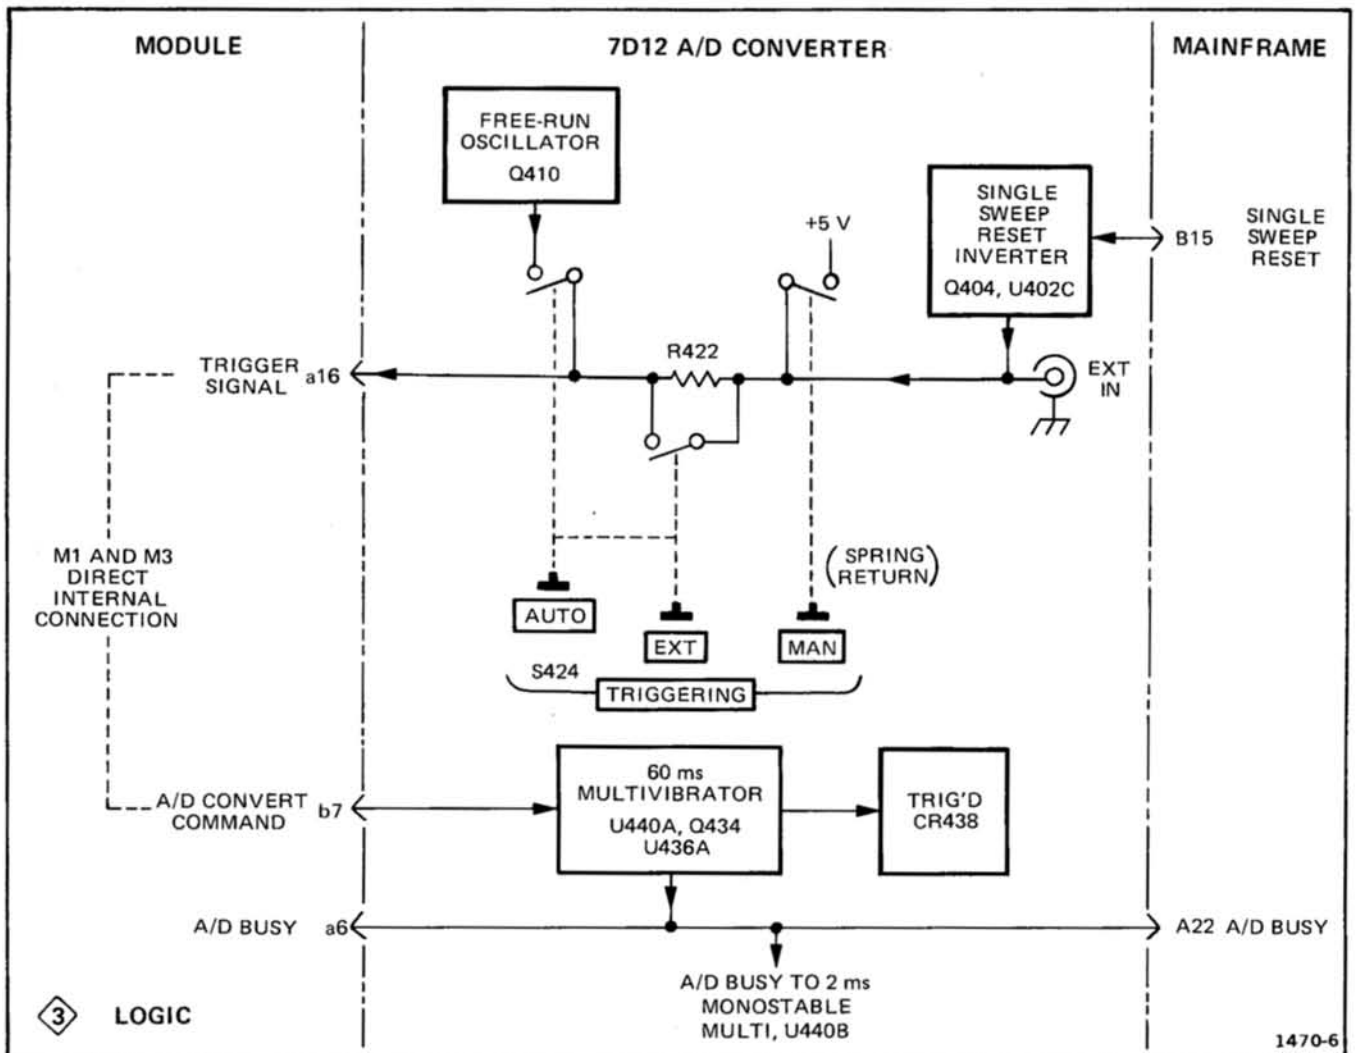 MODULE
7D12 A/D CONVERTER
MAINFRAME
FREE-RUN
OSCILLATOR
Q410
+5 V
SINGLE
SWEEP
RESET
INVERTER
Q404, U402C
B15
SINGLE
SWEEP
RESET
TRIGGER
SIGNAL
a16
R422
EXT
IN
M1 AND M3
DIRECT
INTERNAL
CONNECTION
(SPRING
RETURN)
AUTO
EXT
MAN
S424
TRIGGERING
A/D CONVERT
COMMAND
b7
60 ms
MULTIVIBRATOR
U440A, Q434
U436A
TRIG'D
CR438
A/D BUSY
a6
A22 A/D BUSY
A/D BUSY TO 2 ms
MONOSTABLE
MULTI, U440B
3
LOGIC
1470-6